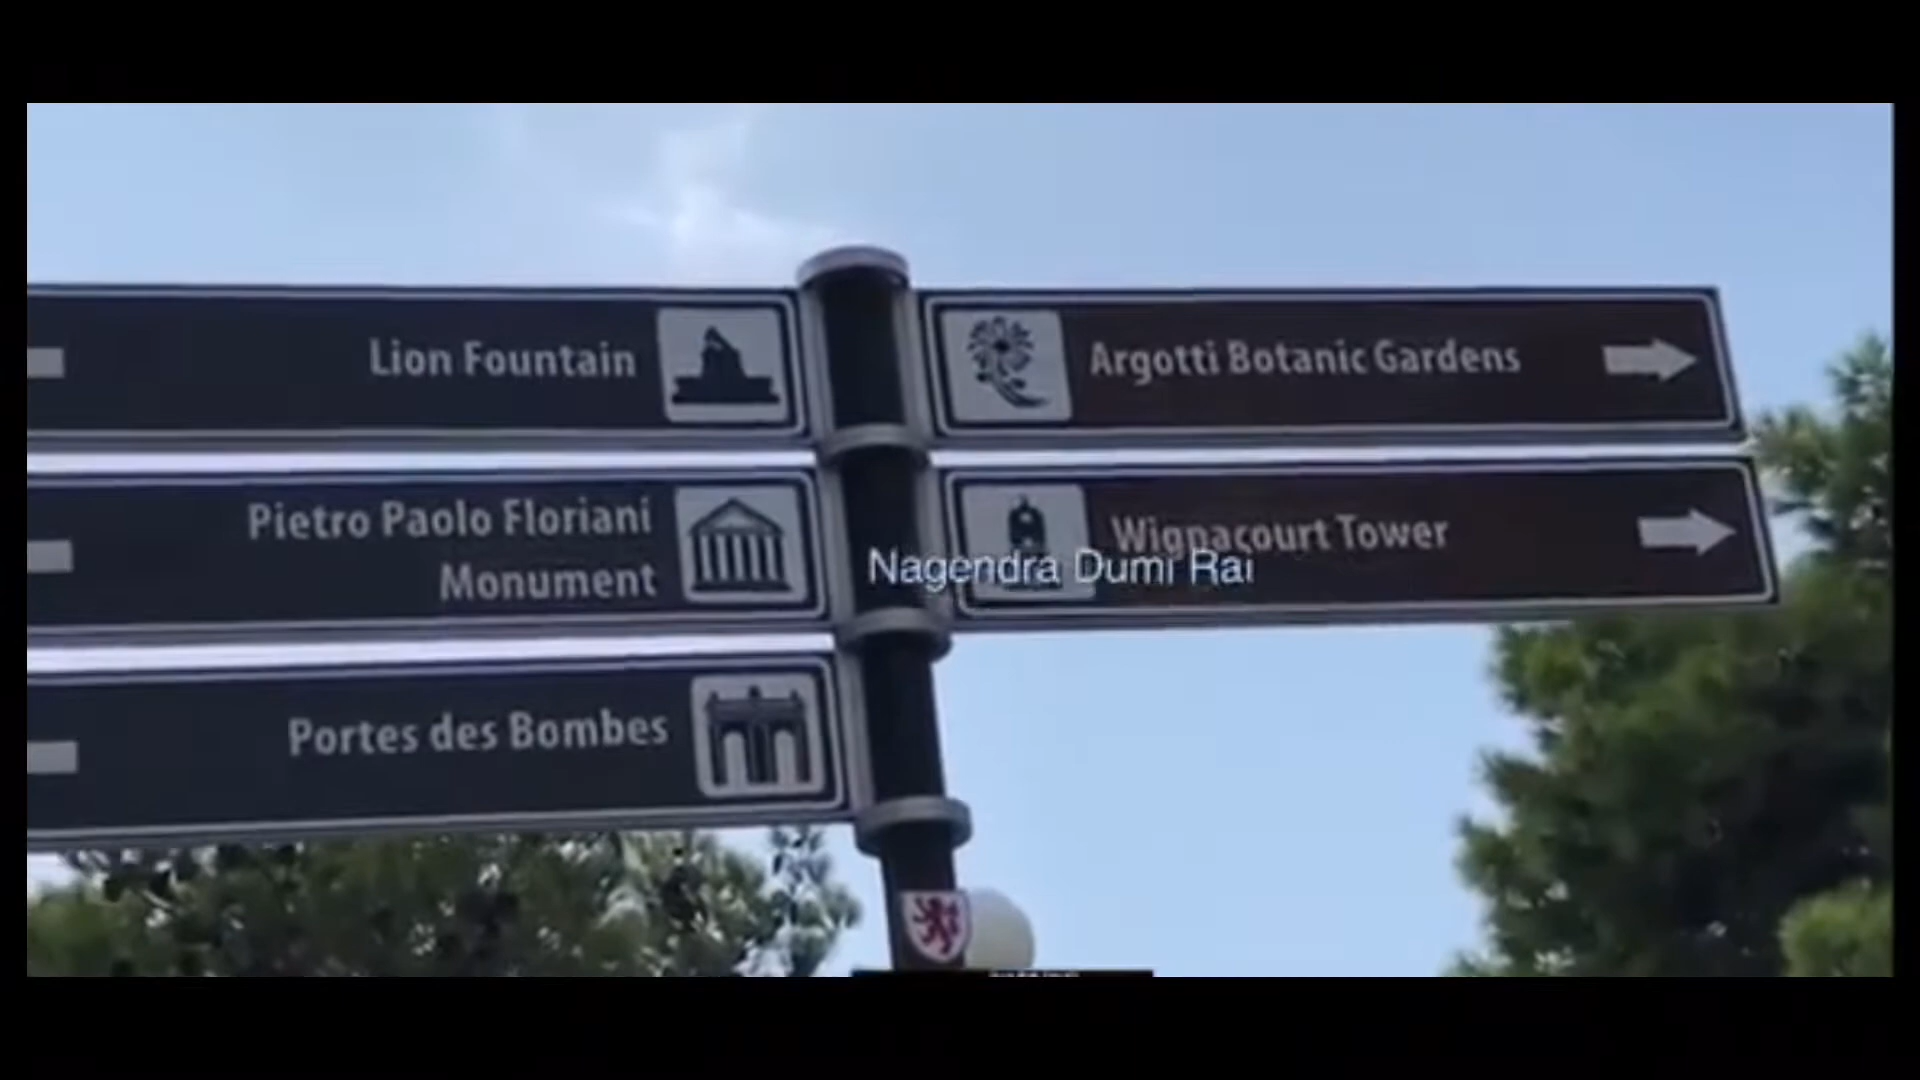 Lion Fountain
Pietro Paolo Floriani
Monument
Portes des Bombes
Argotti Botanic Gardens
Wignacourt Tower
Nagendra Dumi Rai